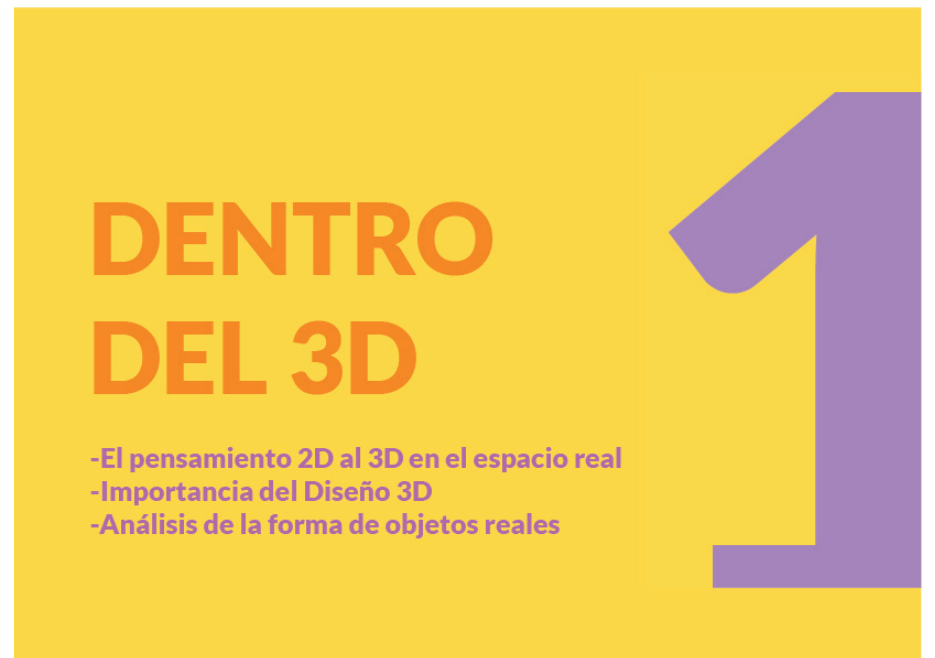 DENTRO
DEL 3D
-El pensamiento 2D al 3D en el espacio real
-Importancia del Diseño 3D
-Análisis de la forma de objetos reales
1